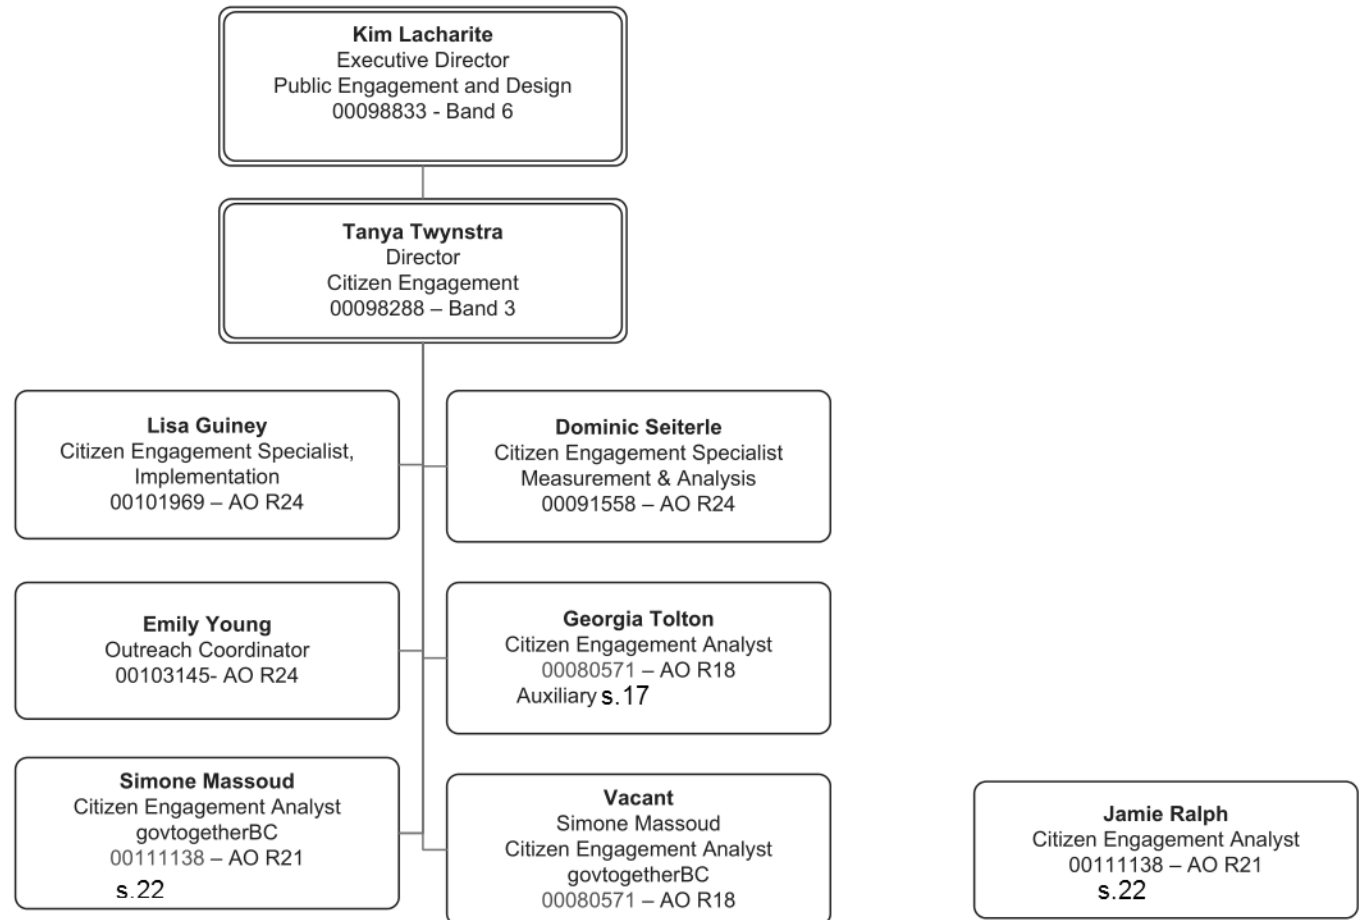 Kim Lacharite
Executive Director
Public Engagement and Design
00098833 - Band 6
Tanya Twynstra
Director
Citizen Engagement
00098288 – Band 3
Lisa Guiney
Citizen Engagement Specialist,
Implementation
00101969 – AO R24
Dominic Seiterle
Citizen Engagement Specialist
Measurement & Analysis
00091558 – AO R24
Emily Young
Outreach Coordinator
00103145- AO R24
Georgia Tolton
Citizen Engagement Analyst
00080571 – AO R18
Auxiliary s.17
Simone Massoud
Citizen Engagement Analyst
govtogetherBC
00111138 – AO R21
s.22
Vacant
Simone Massoud
Citizen Engagement Analyst
govtogetherBC
00080571 – AO R18
Jamie Ralph
Citizen Engagement Analyst
00111138 – AO R21
s.22